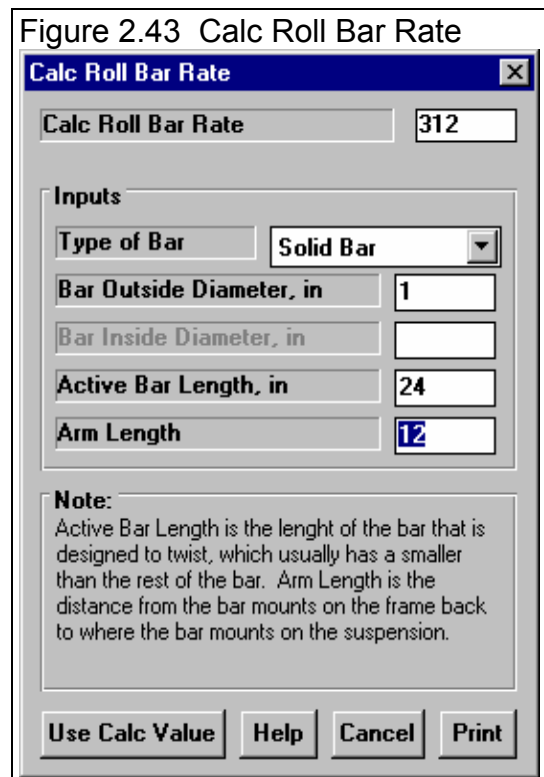 Figure 2.43 Calc Roll Bar Rate
Calc Roll Bar Rate
Calc Roll Bar Rate 312
Inputs
Type of Bar Solid Bar
Bar Outside Diameter, in 1
Bar Inside Diameter, in
Active Bar Length, in 24
Arm Length 12
Note:
Active Bar Length is the lenght of the bar that is
designed to twist, which usually has a smaller
than the rest of the bar. Arm Length is the
distance from the bar mounts on the frame back
to where the bar mounts on the suspension.
Use Calc Value Help Cancel Print